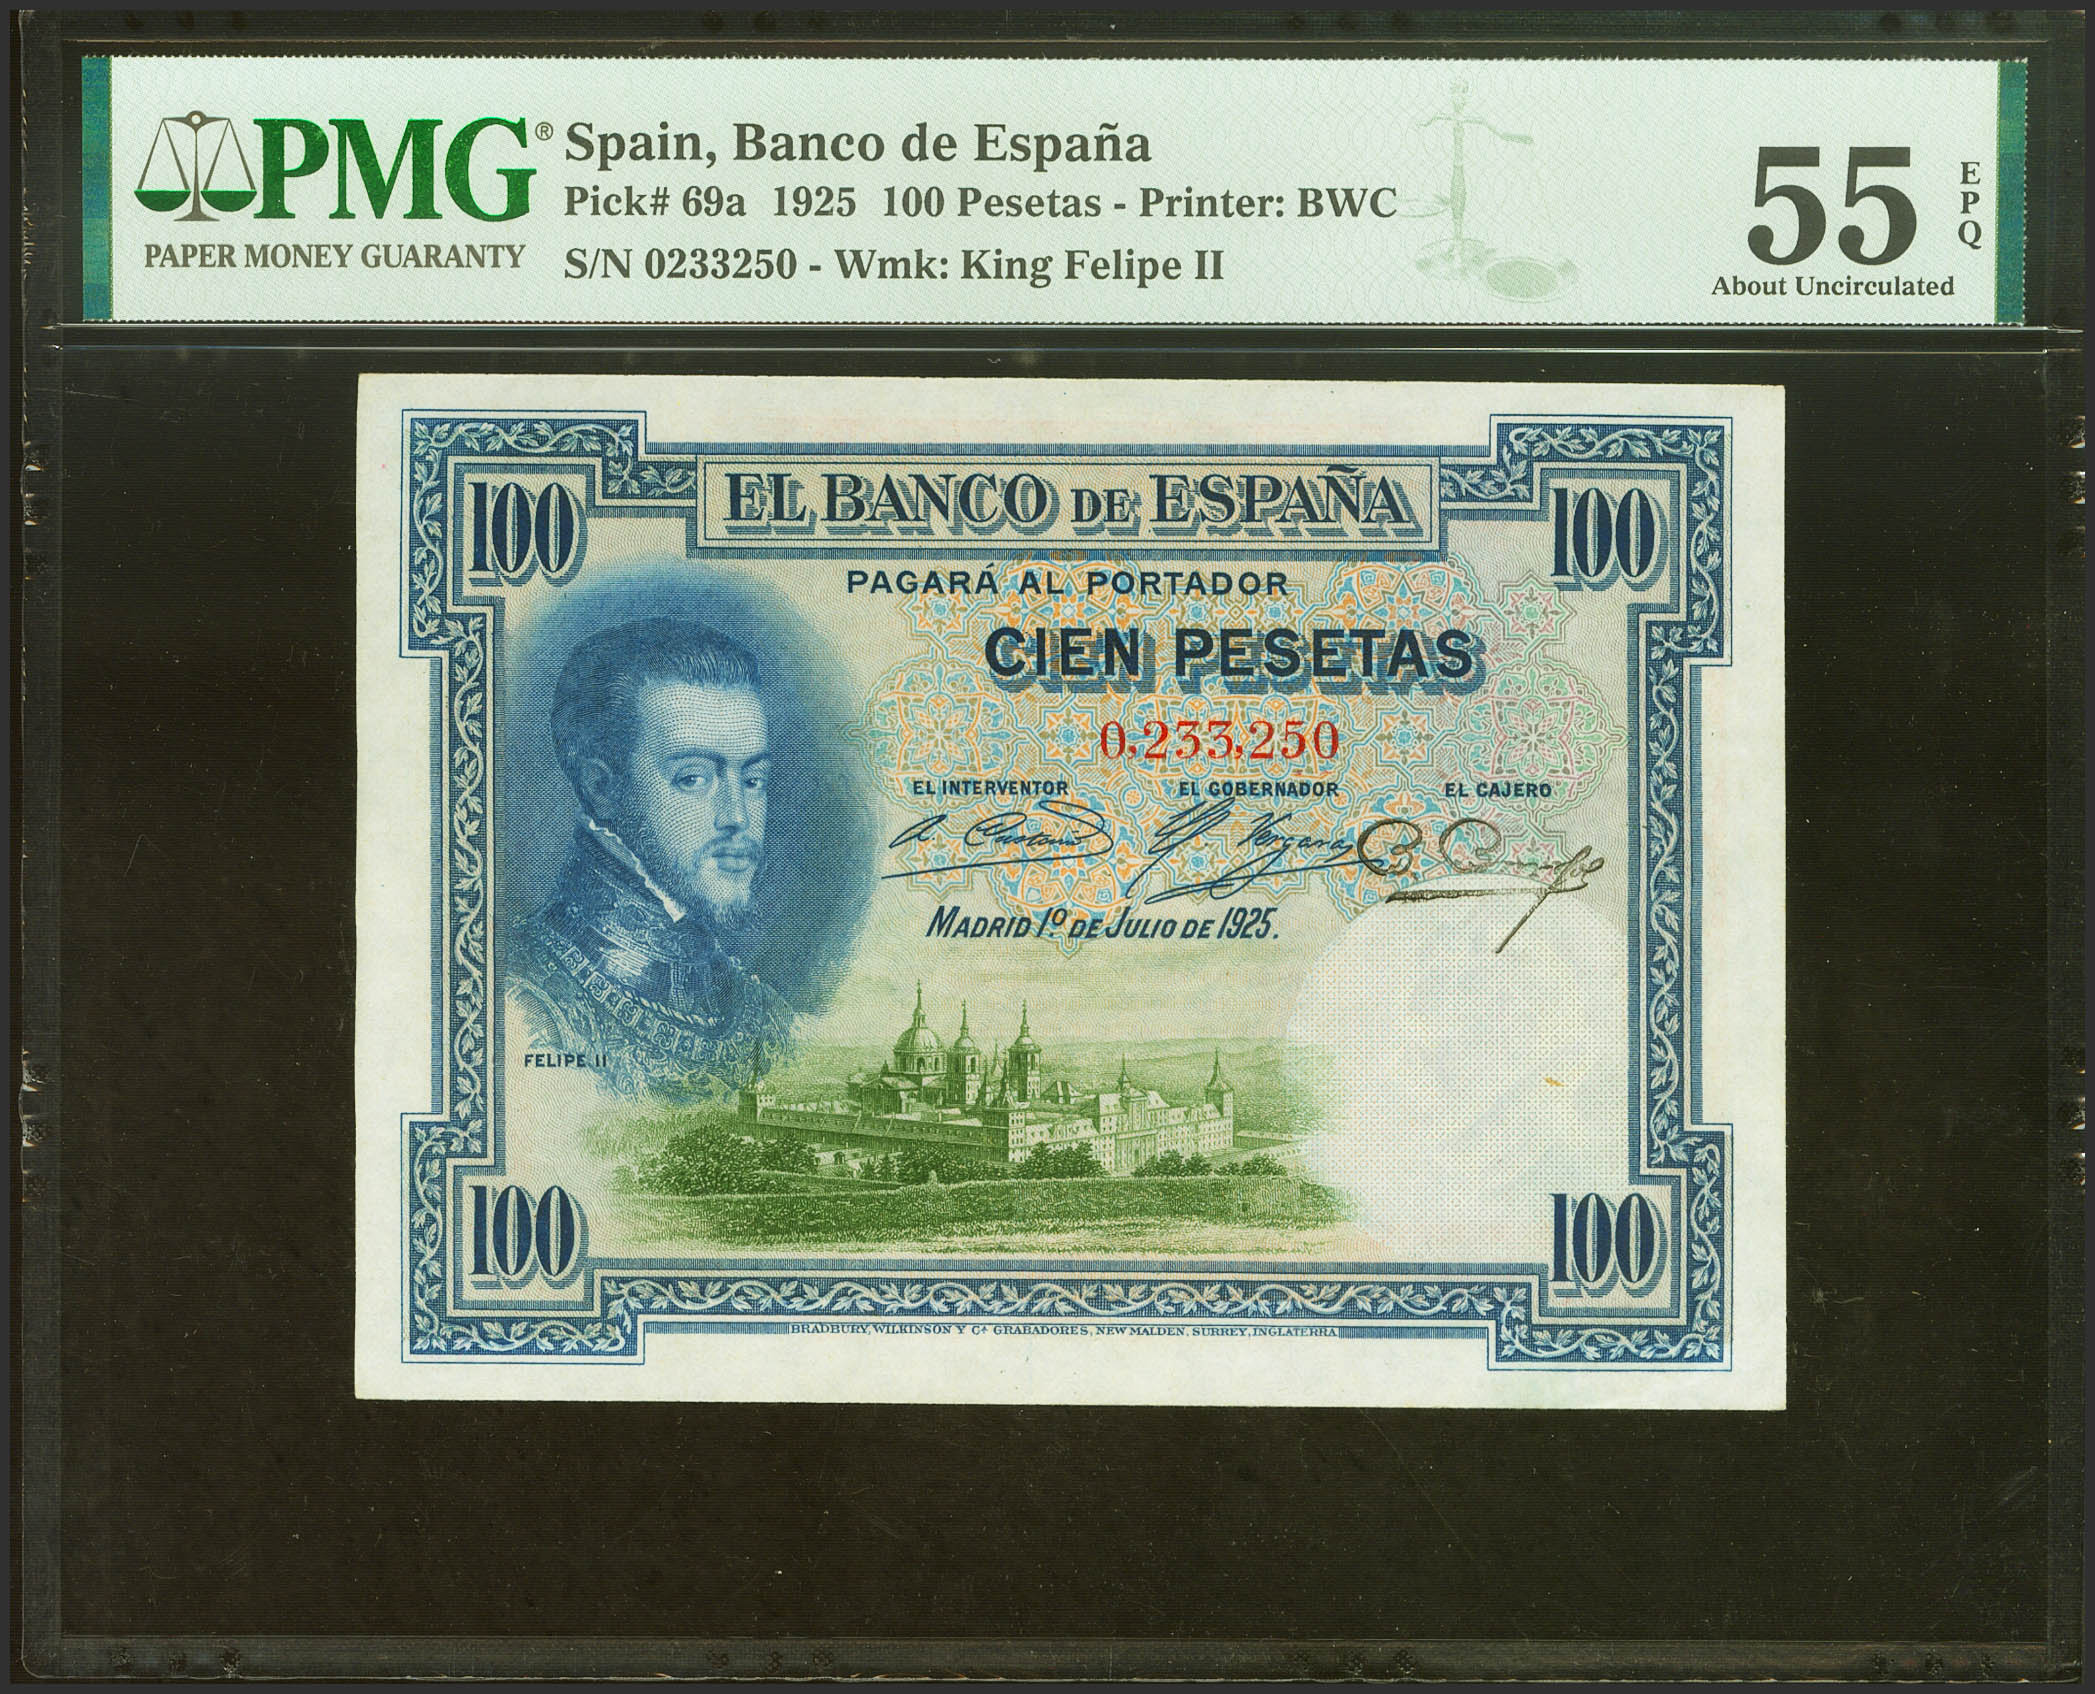 PMG® Spain, Banco de España
Pick# 69a 1925 100 Pesetas - Printer: BWC
PAPER MONEY GUARANTY
S/N 0233250 - Wmk: King Felipe II
55
EPQ
About Uncirculated
EL BANCO DE ESPAÑA
100
100
PAGARÁ AL PORTADOR
CIEN PESETAS
0,233,250
EL INTERVENTOR EL GOBERNADOR EL CAJERO
MADRID 1º DE JULIO DE 1925.
FELIPE II
100
100
BRADBURY, WILKINSON Y Cª GRABADORES, NEW MALDEN, SURREY, INGLATERRA